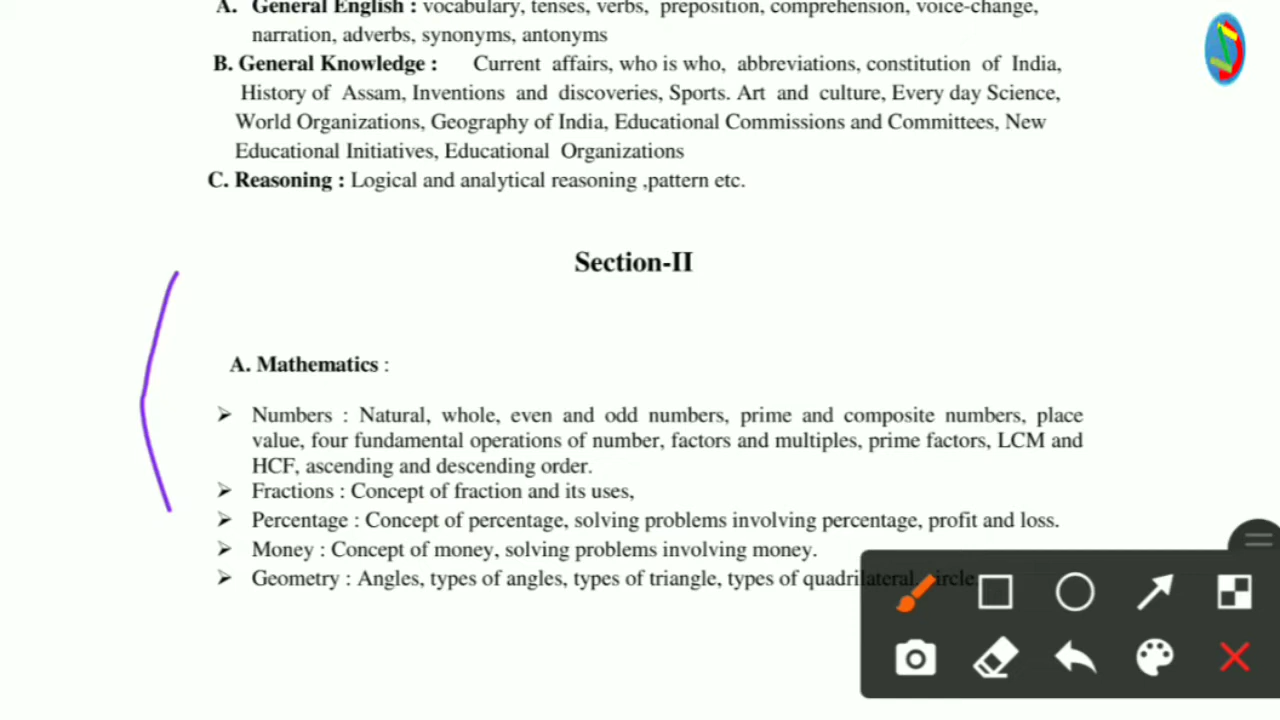 A. General English : vocabulary, tenses, verbs, preposition, comprehension, voice-change,
narration, adverbs, synonyms, antonyms
B. General Knowledge : Current affairs, who is who, abbreviations, constitution of India,
History of Assam, Inventions and discoveries, Sports. Art and culture, Every day Science,
World Organizations, Geography of India, Educational Commissions and Committees, New
Educational Initiatives, Educational Organizations
C. Reasoning : Logical and analytical reasoning ,pattern etc.
Section-II
A. Mathematics :
➢ Numbers : Natural, whole, even and odd numbers, prime and composite numbers, place
value, four fundamental operations of number, factors and multiples, prime factors, LCM and
HCF, ascending and descending order.
➢ Fractions : Concept of fraction and its uses,
➢ Percentage : Concept of percentage, solving problems involving percentage, profit and loss.
➢ Money : Concept of money, solving problems involving money.
➢ Geometry : Angles, types of angles, types of triangle, types of quadrilateral, circle